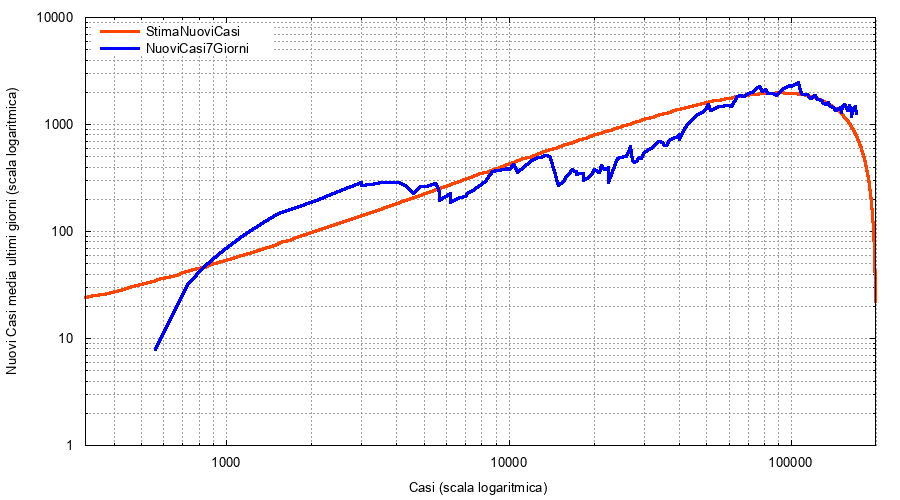 10000
StimaNuoviCasi
NuoviCasi7Giorni
1000
100
10
1
Nuovi Casi media ultimi giorni (scala logaritmica)
1000
10000
100000
Casi (scala logaritmica)